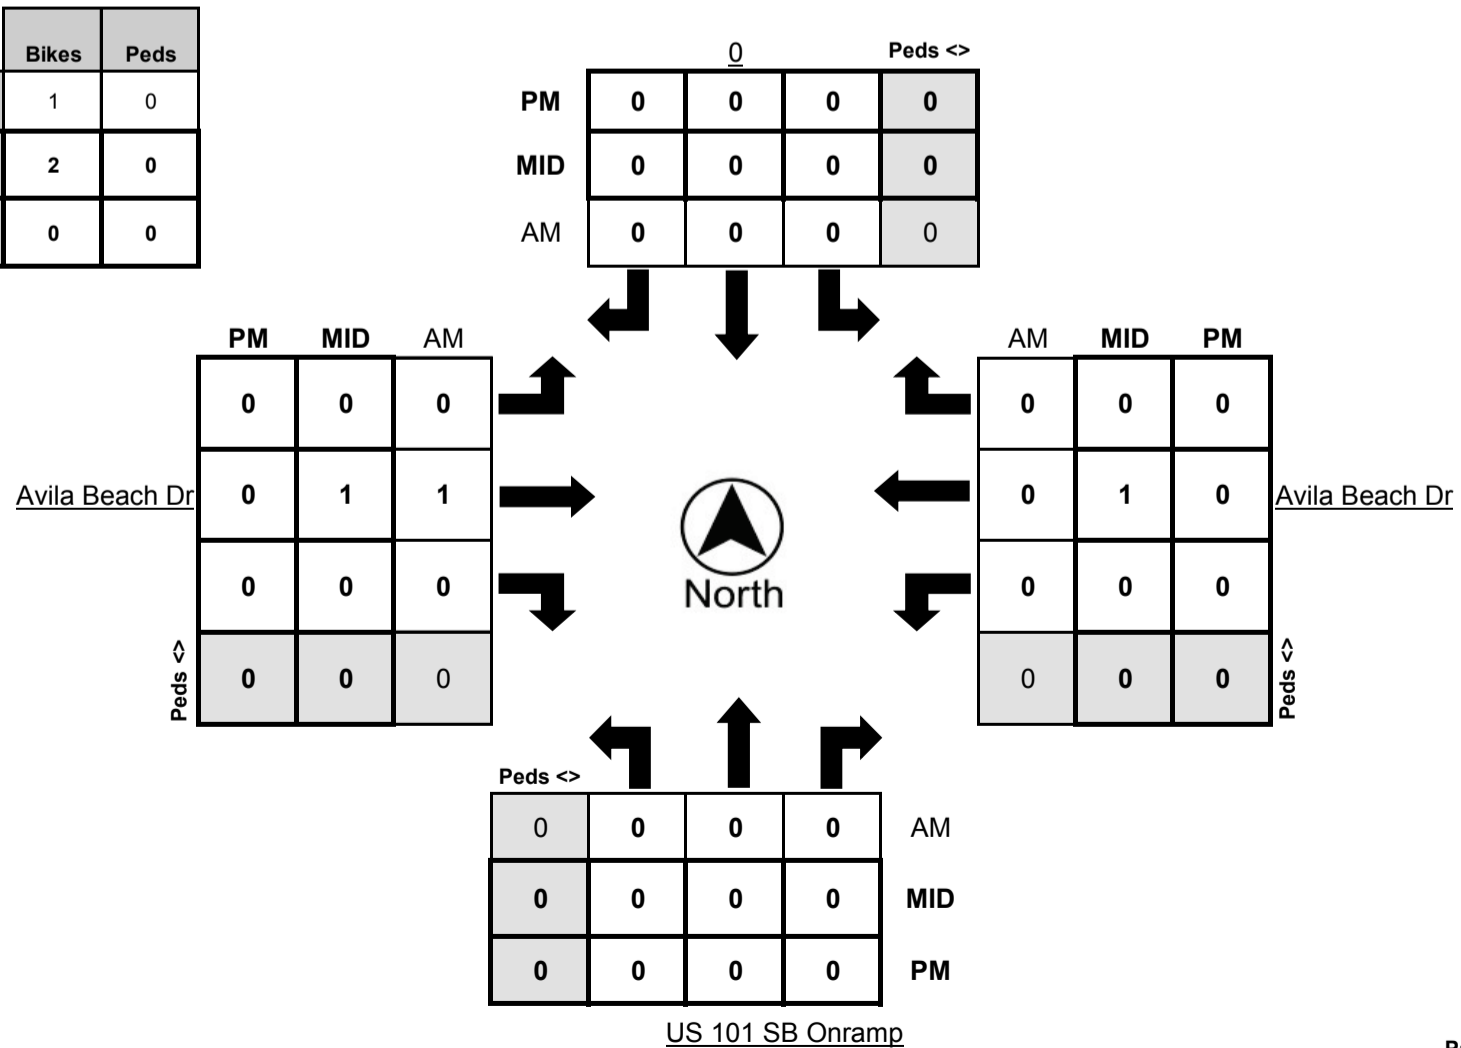 Bikes Peds
1 0
2 0
0 0
0 Peds <>
PM 0 0 0 0
MID 0 0 0 0
AM 0 0 0 0
PM MID AM
0 0 0
Avila Beach Dr 0 1 1
0 0 0
Peds <> 0 0 0
North
AM MID PM
0 0 0
0 1 0 Avila Beach Dr
0 0 0
0 0 0 Peds <>
Peds <>
0 0 0 0 AM
0 0 0 0 MID
0 0 0 0 PM
US 101 SB Onramp